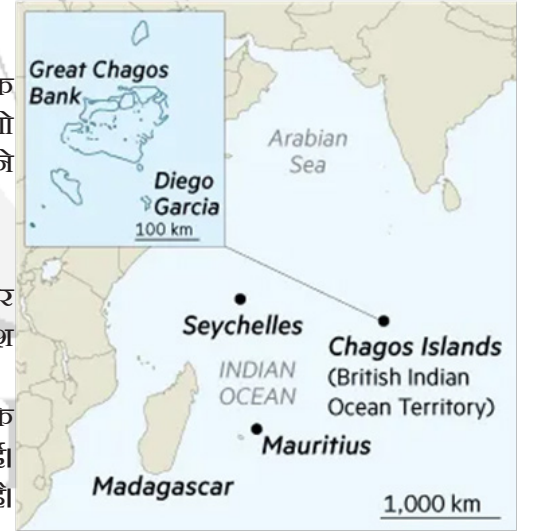 Great Chagos
Bank
Diego
Garcia
100 km
Arabian
Sea
Seychelles
Chagos Islands
(British Indian
Ocean Territory)
INDIAN
OCEAN
Mauritius
Madagascar
1,000 km